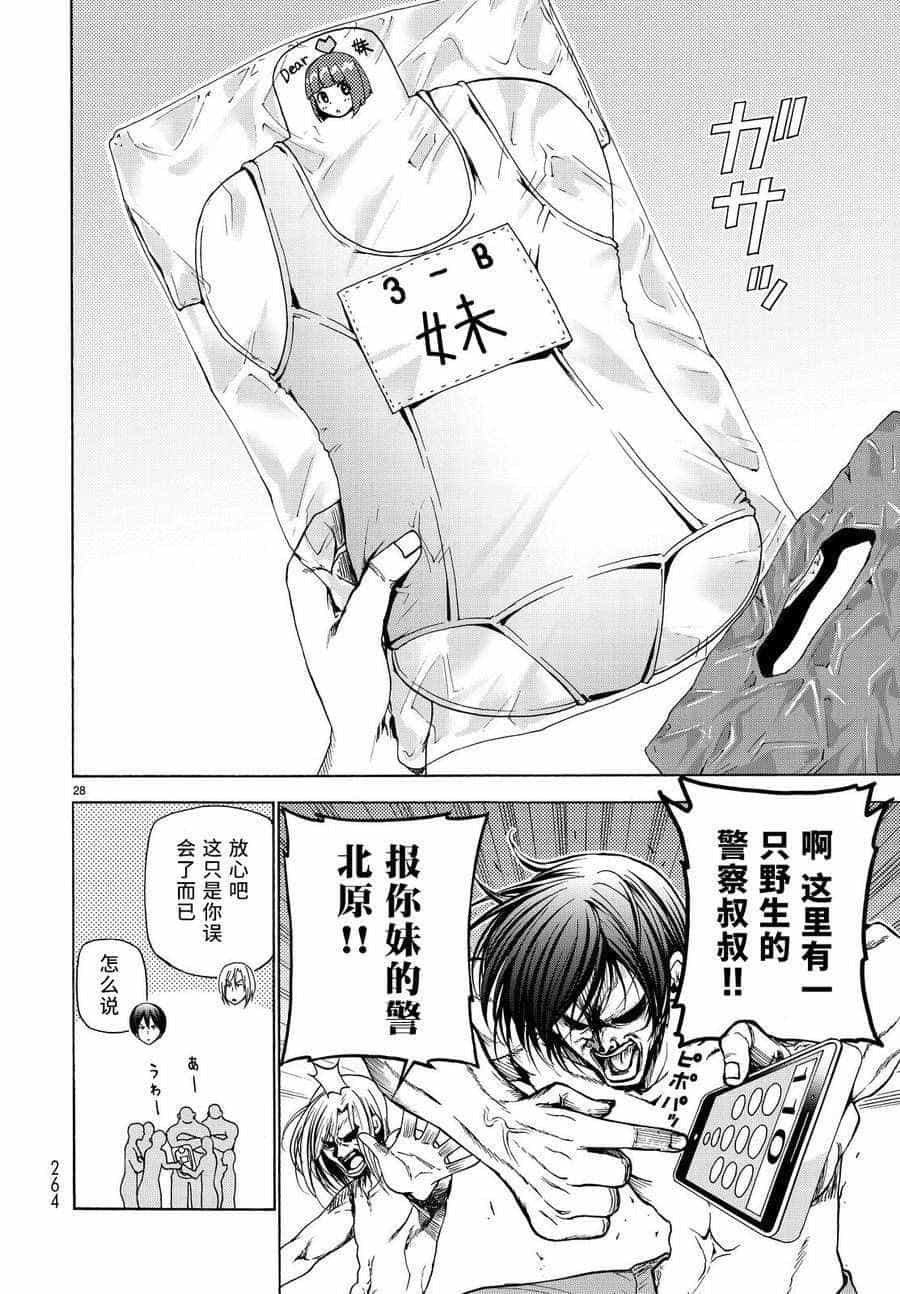 Dear ♡ 妹
ガサッ
3-B
妹
28
啊 这里有一
只野生的
警察叔叔!!
报你妹的警
北原!!
ピポパッ
110
放心吧
这只是你误
会了而已
怎么说
あー
うわー
264